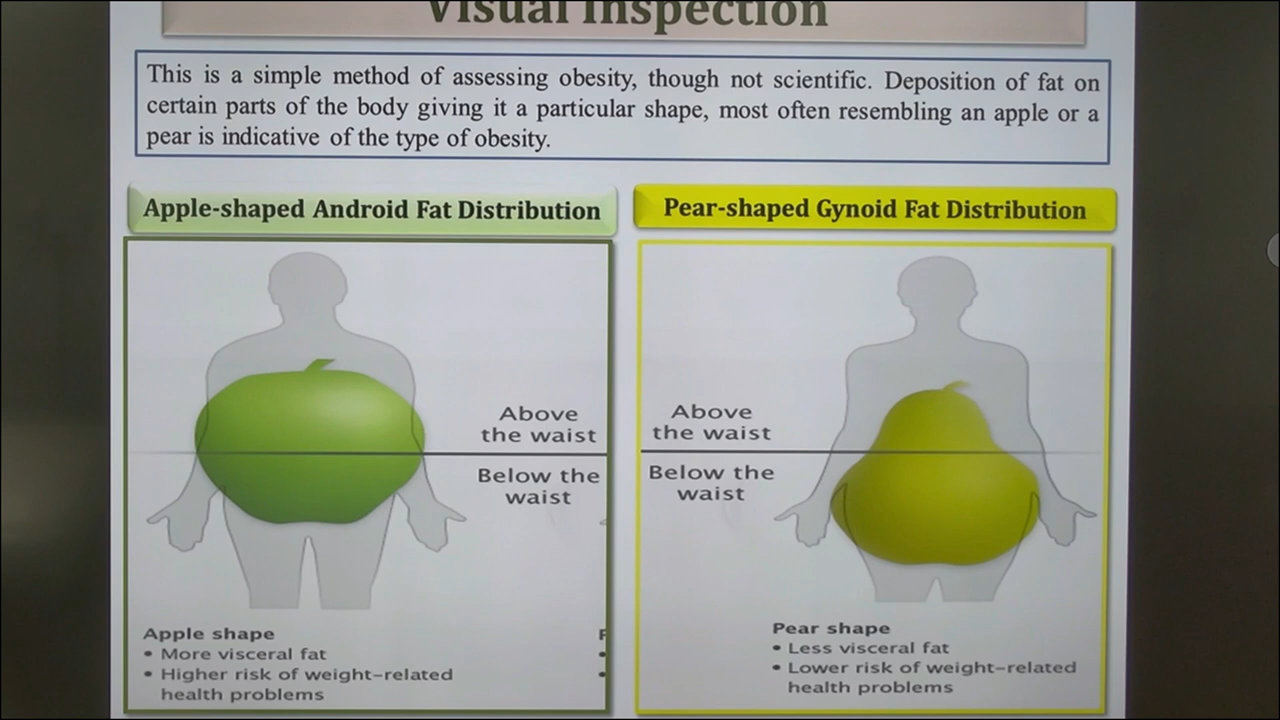 Visual Inspection
This is a simple method of assessing obesity, though not scientific. Deposition of fat on
certain parts of the body giving it a particular shape, most often resembling an apple or a
pear is indicative of the type of obesity.
Apple-shaped Android Fat Distribution
Pear-shaped Gynoid Fat Distribution
Above
the waist
Below the
waist
Above
the waist
Below the
waist
Apple shape
• More visceral fat
• Higher risk of weight-related
health problems
Pear shape
• Less visceral fat
• Lower risk of weight-related
health problems